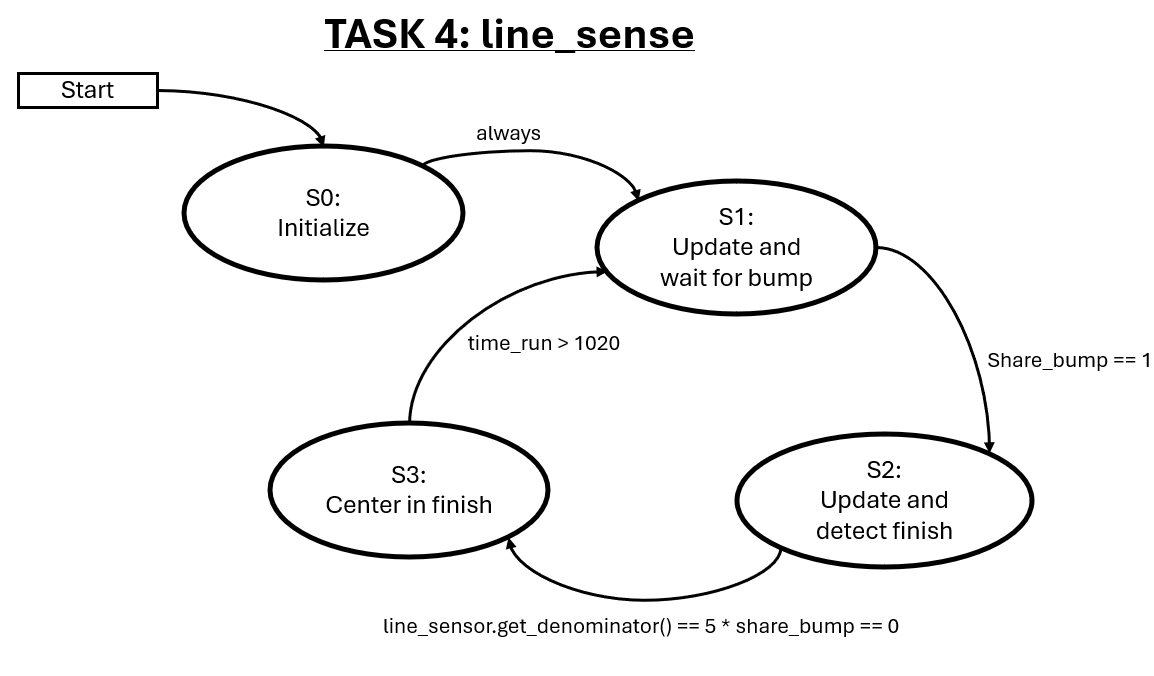 TASK 4: line_sense
Start
always
S0:
Initialize
S1:
Update and
wait for bump
time_run > 1020
Share_bump == 1
S3:
Center in finish
S2:
Update and
detect finish
line_sensor.get_denominator() == 5 * share_bump == 0